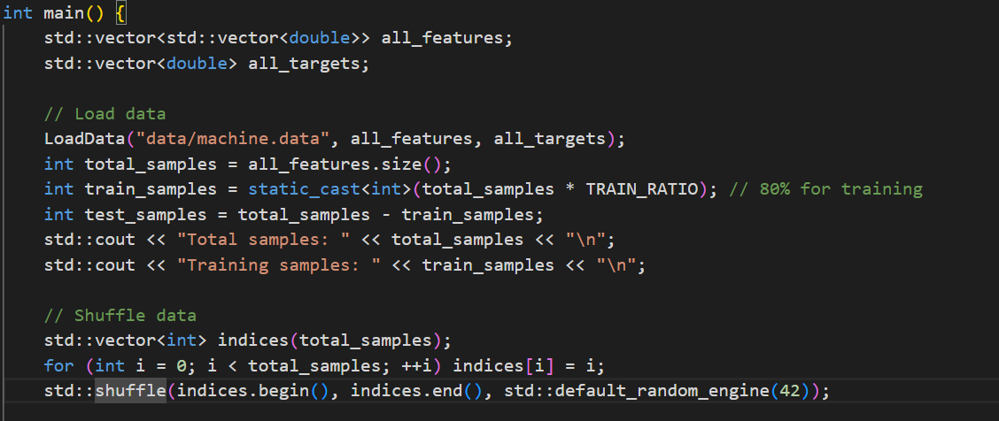 int main() {
    std::vector<std::vector<double>> all_features;
    std::vector<double> all_targets;

    // Load data
    LoadData("data/machine.data", all_features, all_targets);
    int total_samples = all_features.size();
    int train_samples = static_cast<int>(total_samples * TRAIN_RATIO); // 80% for training
    int test_samples = total_samples - train_samples;
    std::cout << "Total samples: " << total_samples << "\n";
    std::cout << "Training samples: " << train_samples << "\n";

    // Shuffle data
    std::vector<int> indices(total_samples);
    for (int i = 0; i < total_samples; ++i) indices[i] = i;
    std::shuffle(indices.begin(), indices.end(), std::default_random_engine(42));